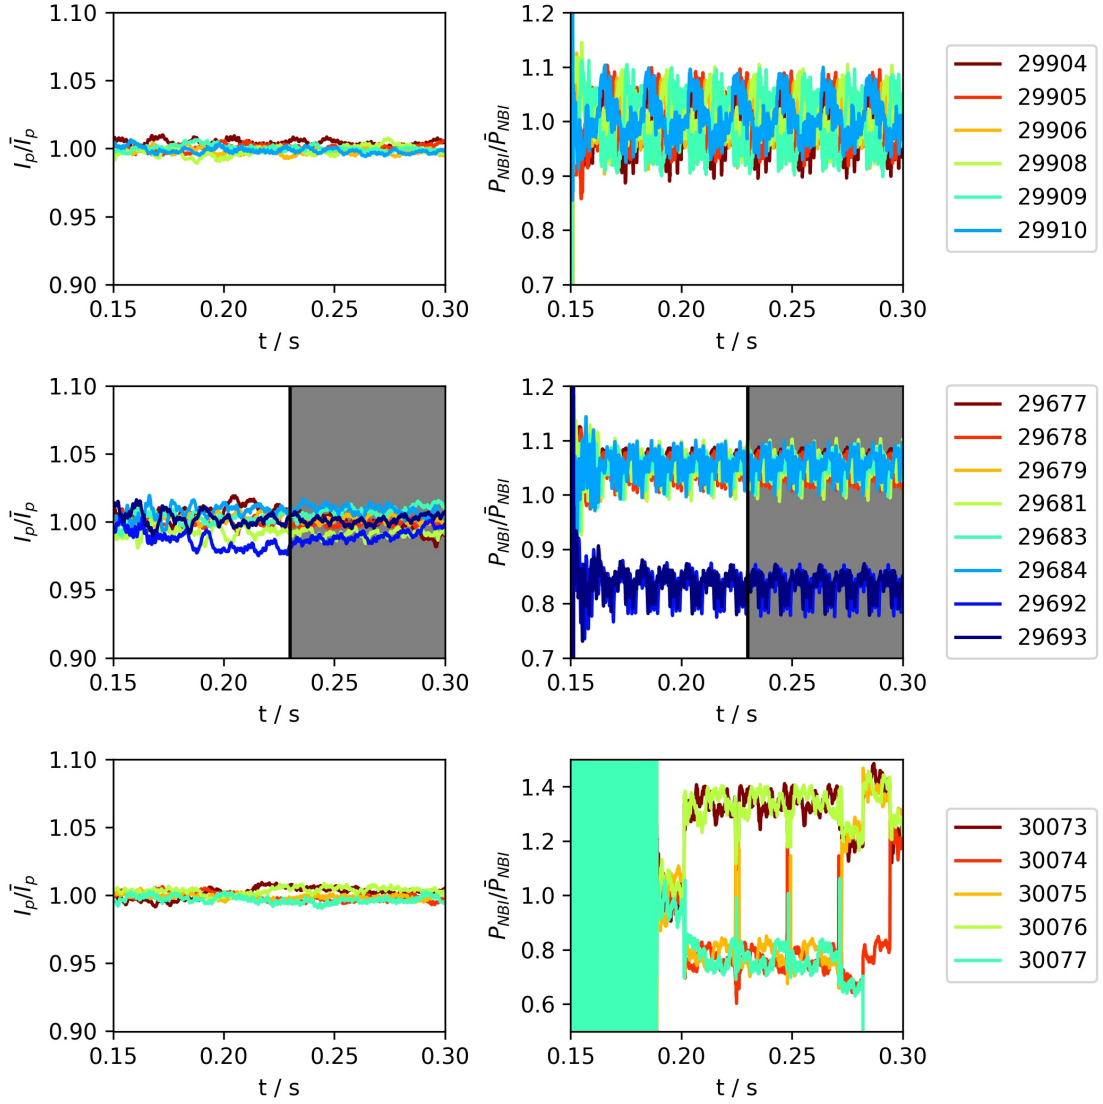 1.10
1.05
1.00
0.95
0.90
I_p/Ī_p
0.15 0.20 0.25 0.30
t / s
1.2
1.1
1.0
0.9
0.8
0.7
P_NBI/P̄_NBI
0.15 0.20 0.25 0.30
t / s
29904
29905
29906
29908
29909
29910
1.10
1.05
1.00
0.95
0.90
I_p/Ī_p
0.15 0.20 0.25 0.30
t / s
1.2
1.1
1.0
0.9
0.8
0.7
P_NBI/P̄_NBI
0.15 0.20 0.25 0.30
t / s
29677
29678
29679
29681
29683
29684
29692
29693
1.10
1.05
1.00
0.95
0.90
I_p/Ī_p
0.15 0.20 0.25 0.30
t / s
1.4
1.2
1.0
0.8
0.6
P_NBI/P̄_NBI
0.15 0.20 0.25 0.30
t / s
30073
30074
30075
30076
30077